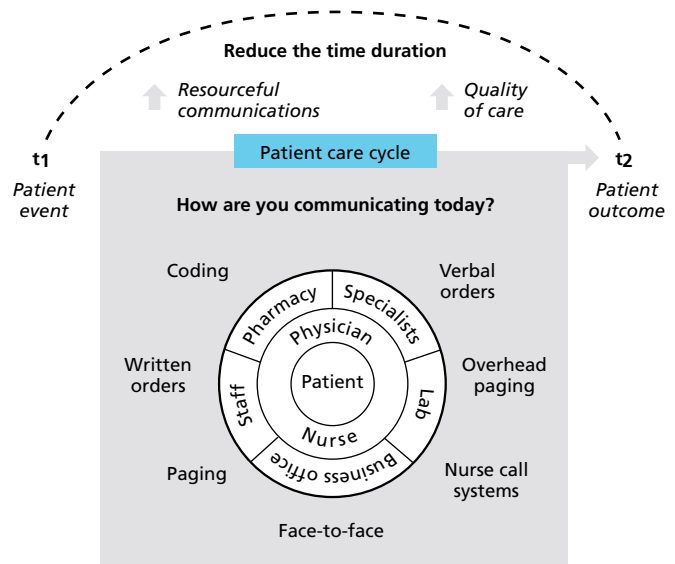 Reduce the time duration
Resourceful
communications
Quality
of care
t1
Patient care cycle
t2
Patient
event
Patient
outcome
How are you communicating today?
Coding
Verbal
orders
Pharmacy
Specialists
Physician
Written
orders
Patient
Overhead
paging
Staff
Lab
Nurse
Business office
Paging
Nurse call
systems
Face-to-face